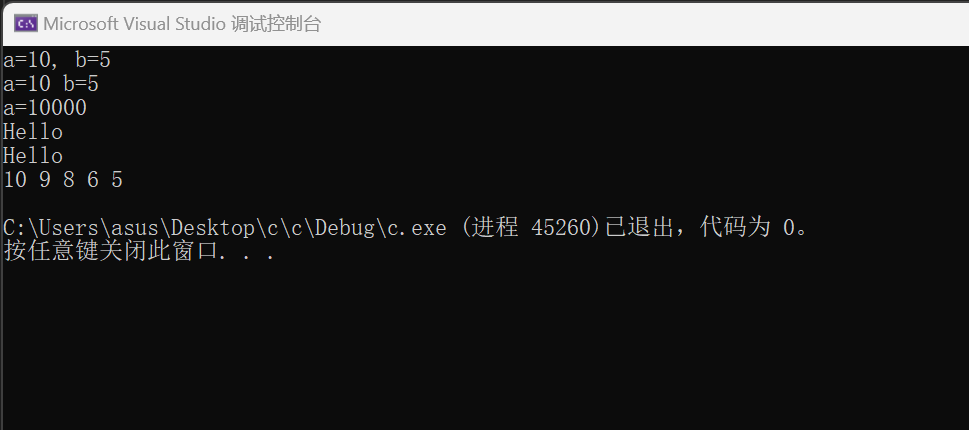 Microsoft Visual Studio 调试控制台
a=10, b=5
a=10 b=5
a=10000
Hello
Hello
10 9 8 6 5
C:\Users\asus\Desktop\c\c\Debug\c.exe (进程 45260)已退出，代码为 0。
按任意键关闭此窗口. . .